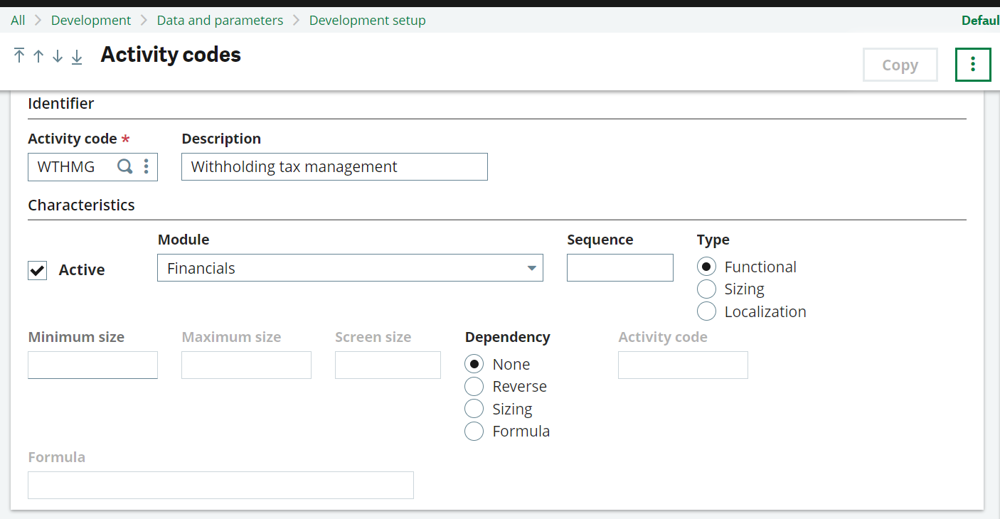 All > Development > Data and parameters > Development setup Defaul
Activity codes
Copy
Identifier
Activity code * Description
WTHMG Withholding tax management
Characteristics
Module Sequence Type
Active Financials Functional
Sizing
Localization
Minimum size Maximum size Screen size Dependency Activity code
None
Reverse
Sizing
Formula
Formula